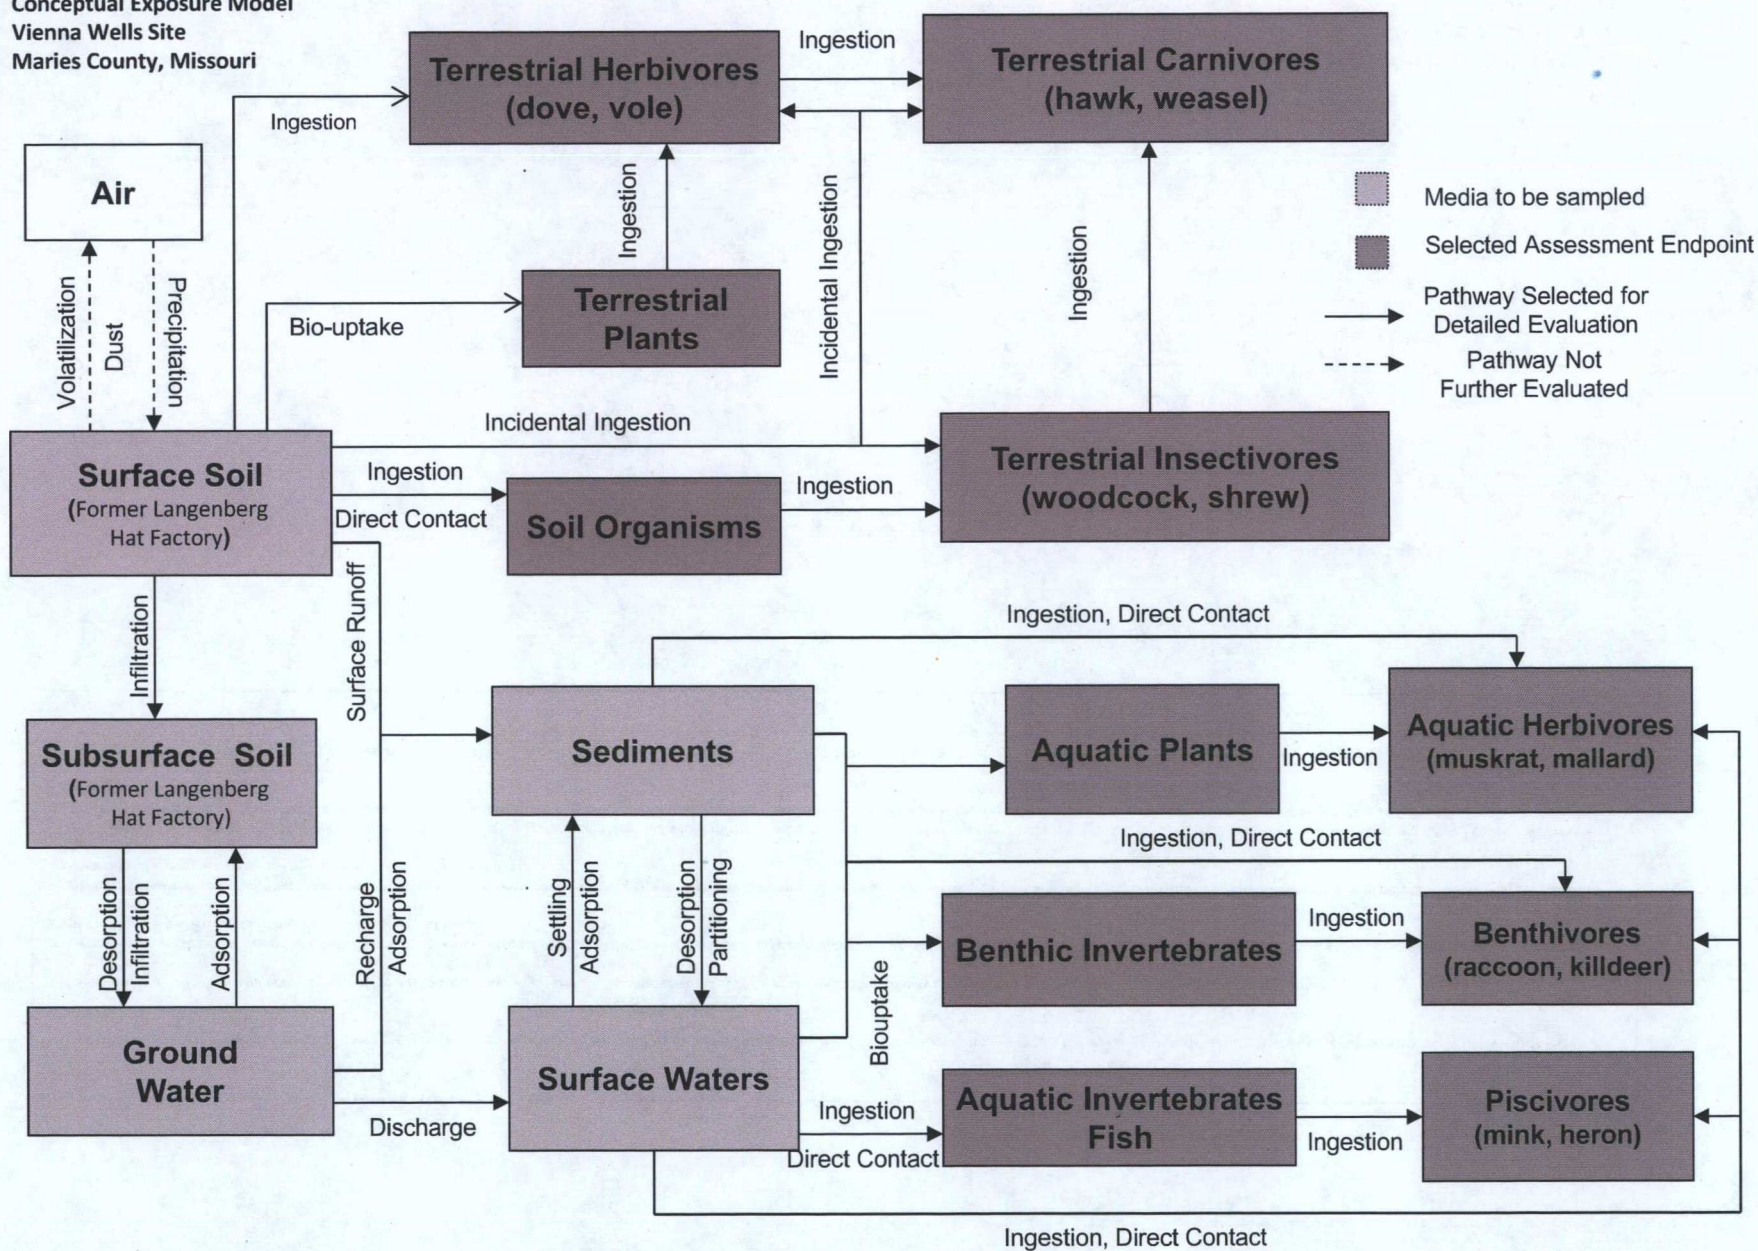 Conceptual Exposure Model
Vienna Wells Site
Maries County, Missouri
Terrestrial Herbivores
(dove, vole)
Ingestion
Terrestrial Carnivores
(hawk, weasel)
Ingestion
Air
Ingestion
Incidental Ingestion
Ingestion
Media to be sampled
Selected Assessment Endpoint
Pathway Selected for
Detailed Evaluation
Pathway Not
Further Evaluated
Volatilization
Dust
Precipitation
Bio-uptake
Terrestrial
Plants
Incidental Ingestion
Surface Soil
(Former Langenberg
Hat Factory)
Ingestion
Direct Contact
Soil Organisms
Ingestion
Terrestrial Insectivores
(woodcock, shrew)
Infiltration
Surface Runoff
Ingestion, Direct Contact
Subsurface Soil
(Former Langenberg
Hat Factory)
Sediments
Aquatic Plants
Ingestion
Aquatic Herbivores
(muskrat, mallard)
Ingestion, Direct Contact
Desorption
Infiltration
Adsorption
Recharge
Adsorption
Settling
Adsorption
Desorption
Partitioning
Benthic Invertebrates
Ingestion
Benthivores
(raccoon, killdeer)
Biouptake
Ground
Water
Discharge
Surface Waters
Ingestion
Direct Contact
Aquatic Invertebrates
Fish
Ingestion
Piscivores
(mink, heron)
Ingestion, Direct Contact